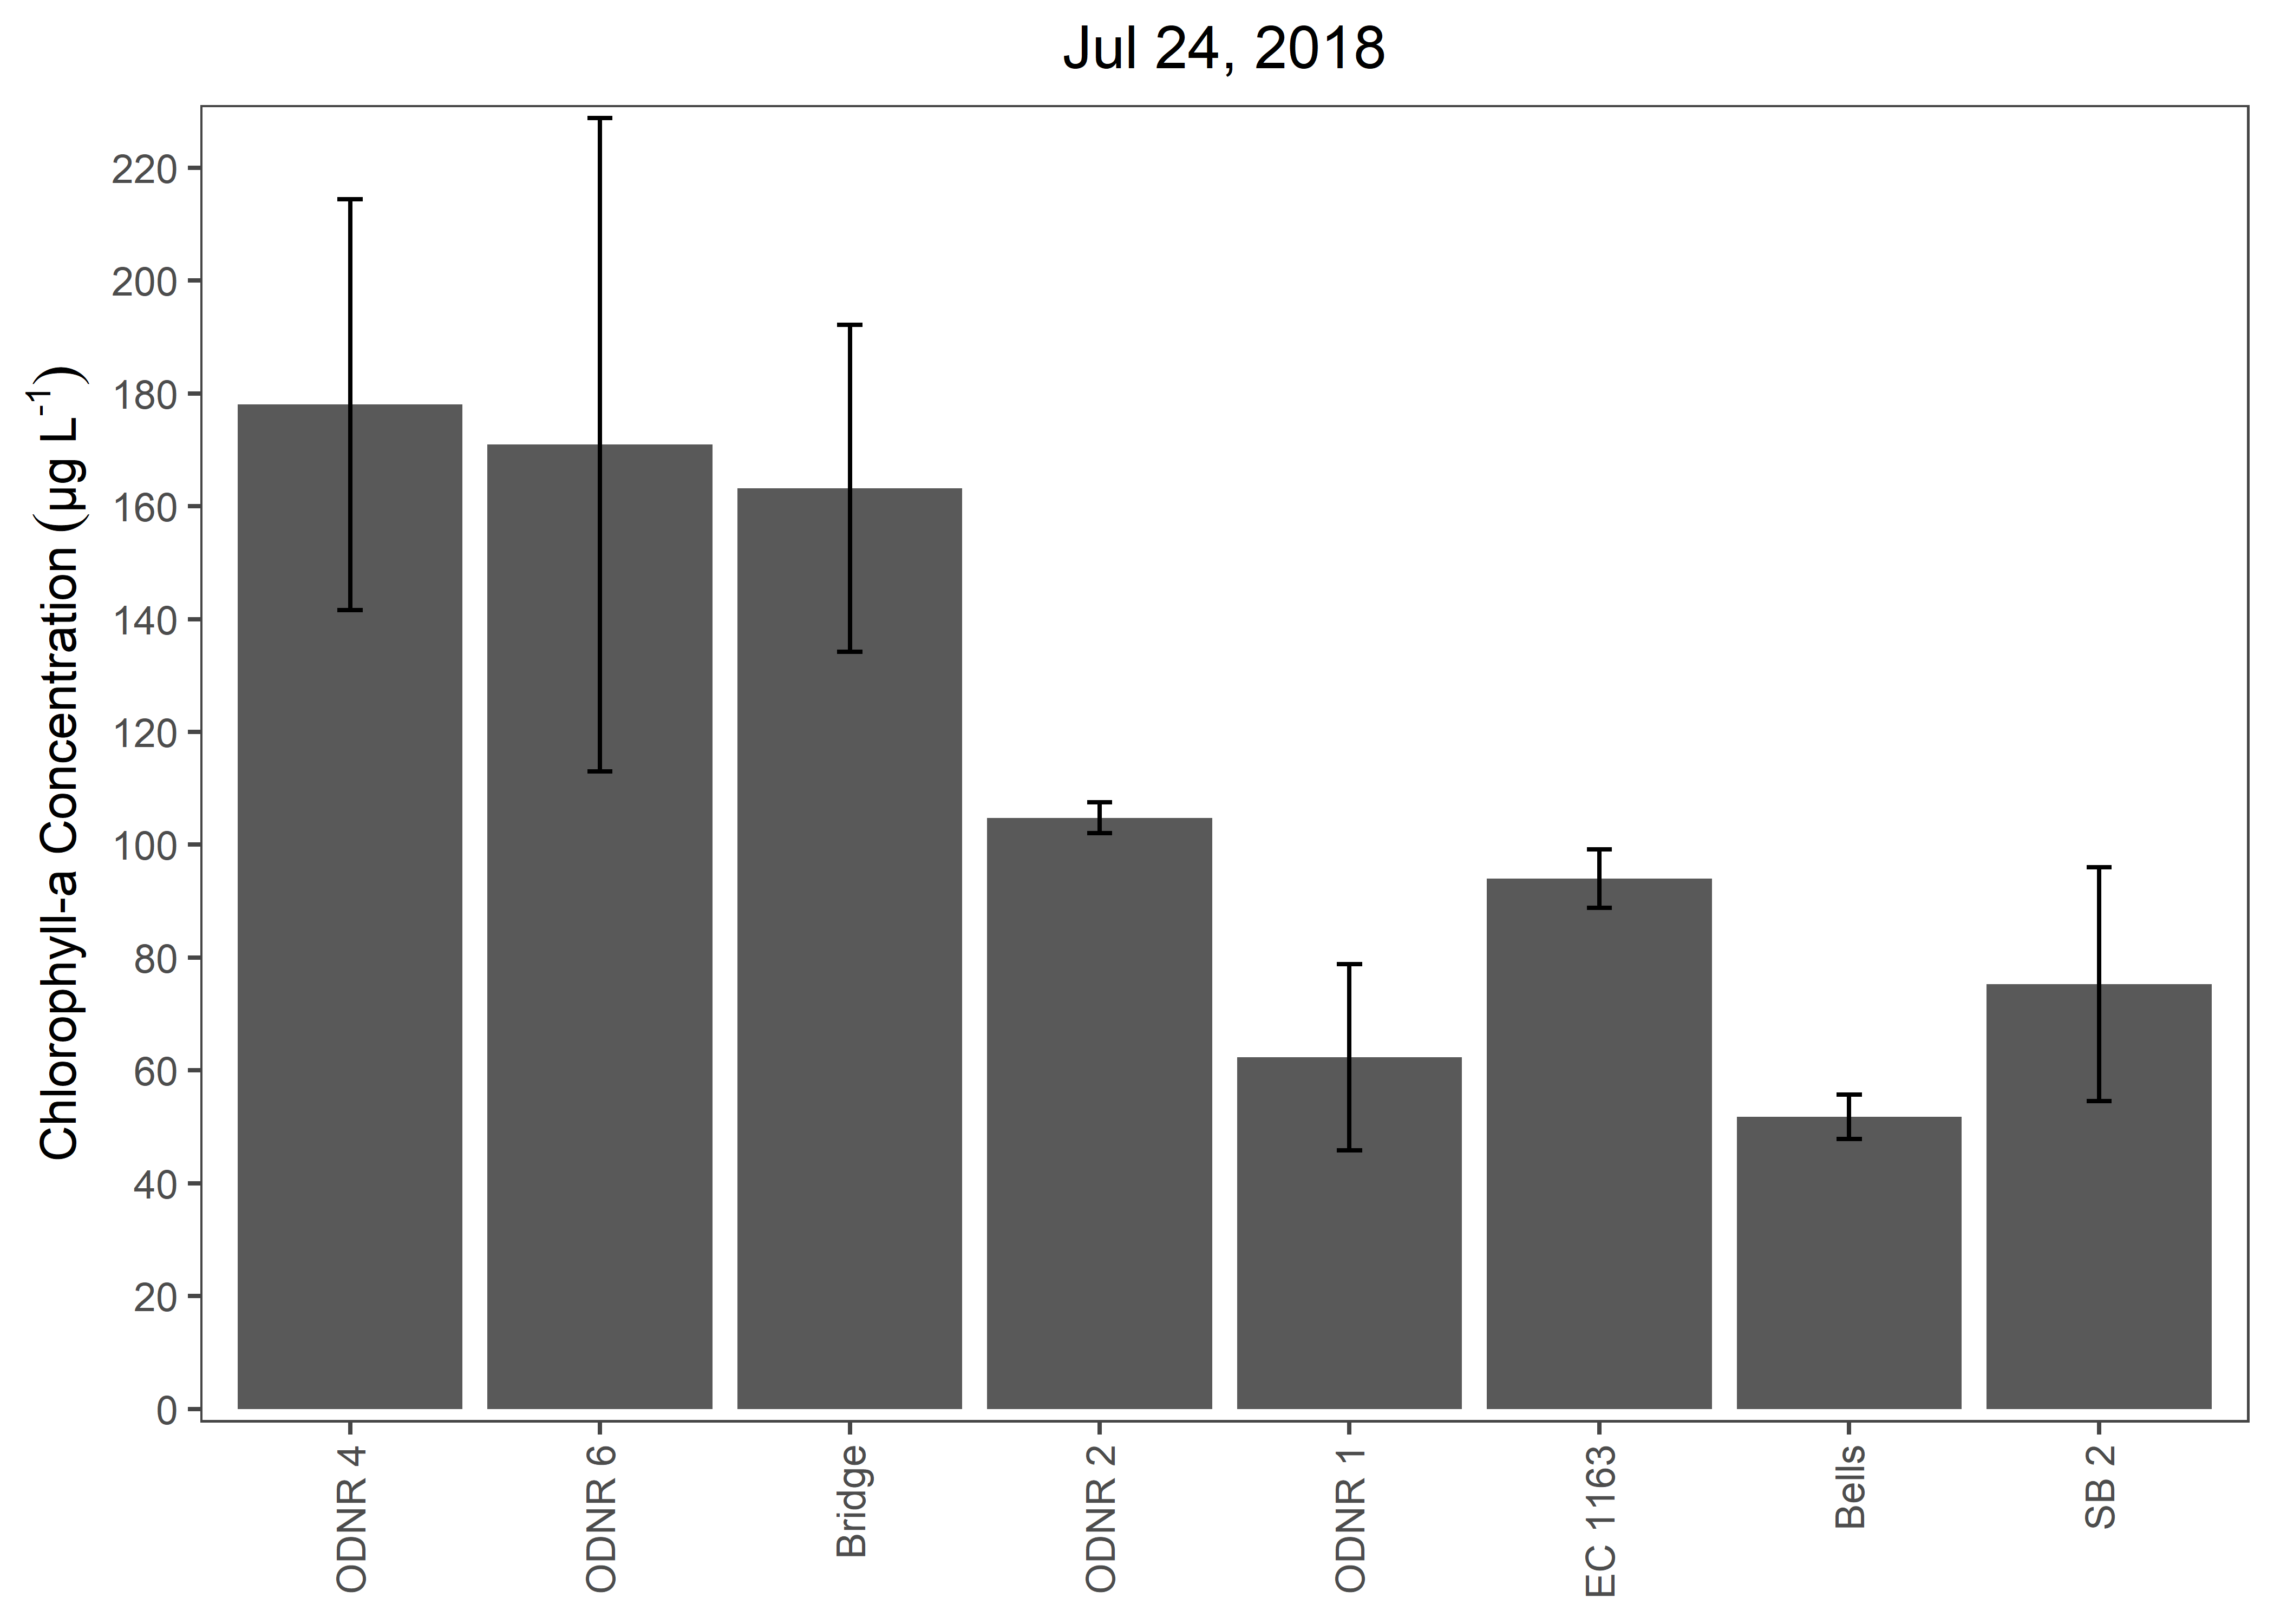 Jul 24, 2018
Chlorophyll-a Concentration (µg L⁻¹)
220
200
180
160
140
120
100
80
60
40
20
0
ODNR 4
ODNR 6
Bridge
ODNR 2
ODNR 1
EC 1163
Bells
SB 2